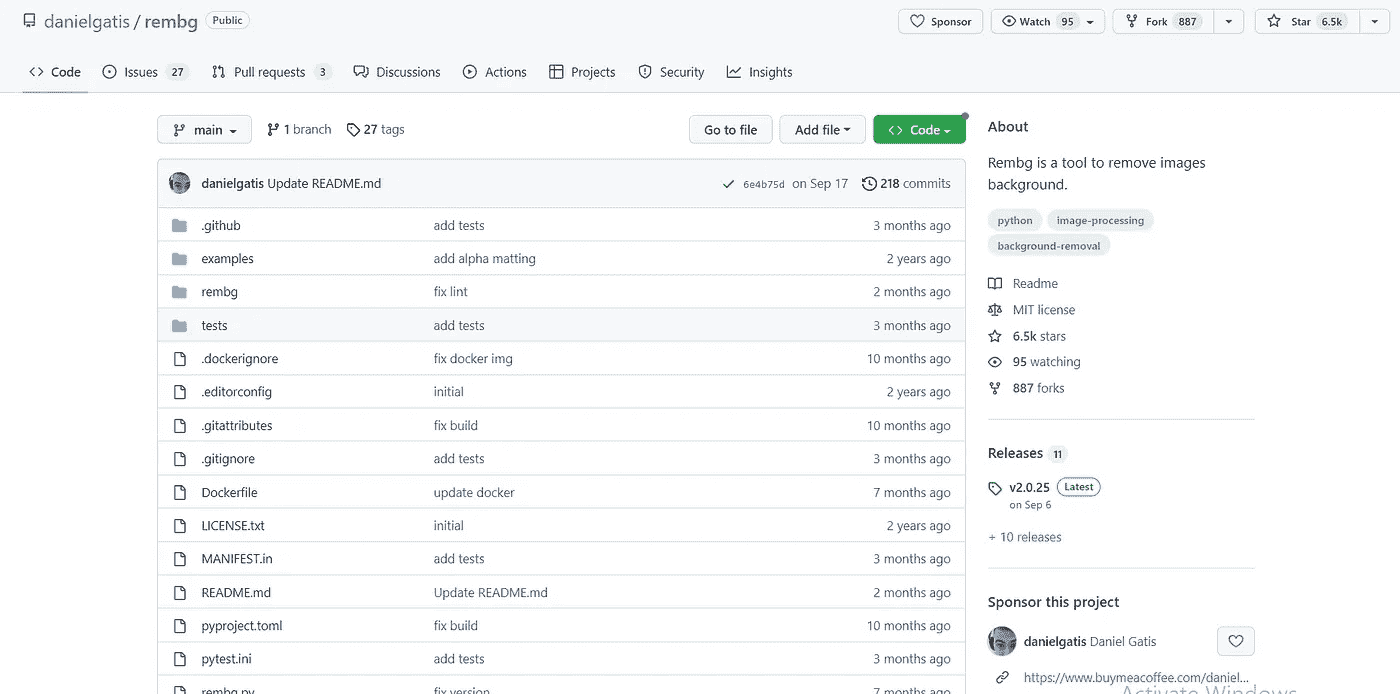 danielgatis / rembg Public
Sponsor Watch 95 Fork 887 Star 6.5k
Code Issues 27 Pull requests 3 Discussions Actions Projects Security Insights
main 1 branch 27 tags Go to file Add file Code
danielgatis Update README.md 6e4b75d on Sep 17 218 commits
.github add tests 3 months ago
examples add alpha matting 2 years ago
rembg fix lint 2 months ago
tests add tests 3 months ago
.dockerignore fix docker img 10 months ago
.editorconfig initial 2 years ago
.gitattributes fix build 10 months ago
.gitignore add tests 3 months ago
Dockerfile update docker 7 months ago
LICENSE.txt initial 2 years ago
MANIFEST.in add tests 3 months ago
README.md Update README.md 2 months ago
pyproject.toml fix build 10 months ago
pytest.ini add tests 3 months ago
rembg.py fix version 7 months ago
About
Rembg is a tool to remove images
background.
python image-processing
background-removal
Readme
MIT license
6.5k stars
95 watching
887 forks
Releases 11
v2.0.25 Latest
on Sep 6
+ 10 releases
Sponsor this project
danielgatis Daniel Gatis
https://www.buymeacoffee.com/daniel...
Activate Windows